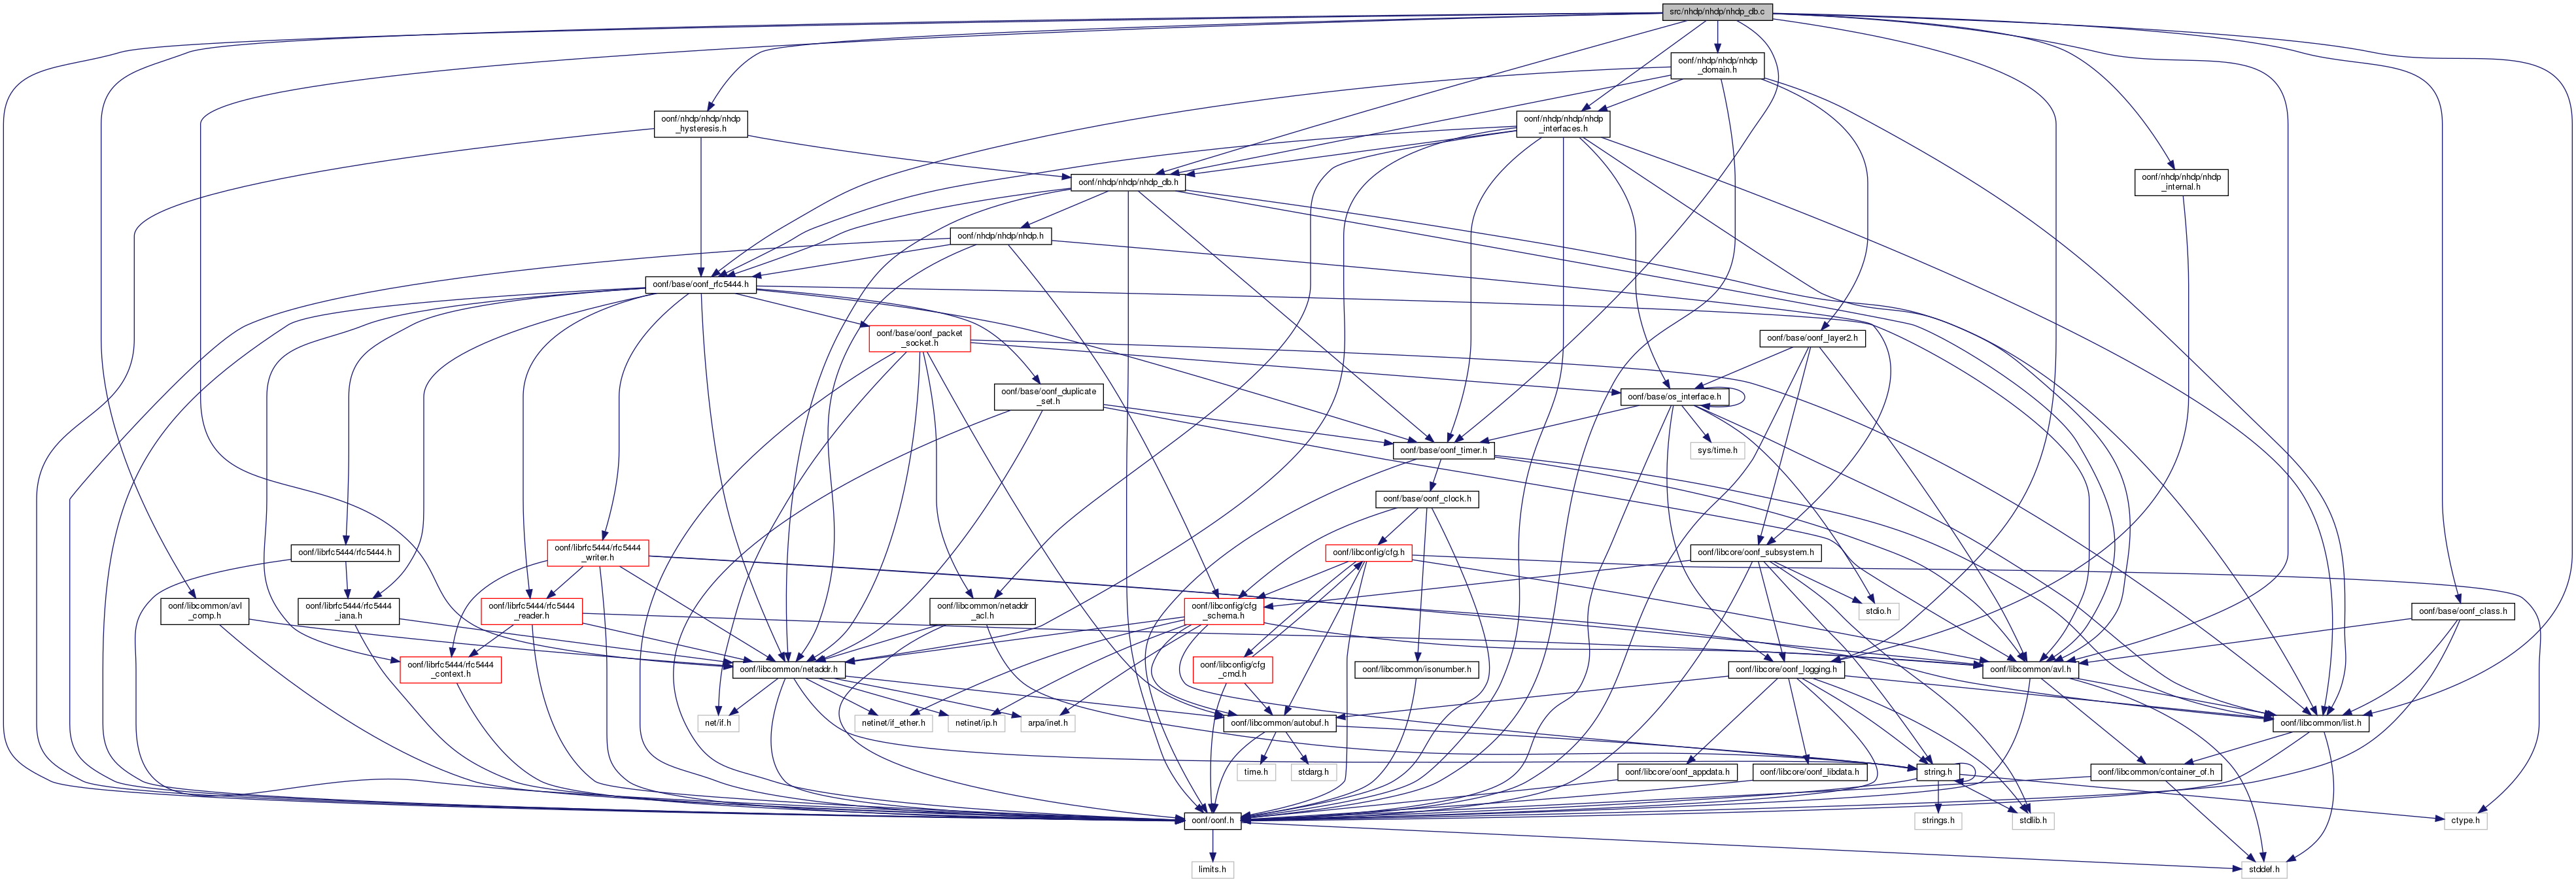 src/nhdp/nhdp/nhdp_db.c
oonf/nhdp/nhdp/nhdp
_domain.h
oonf/nhdp/nhdp/nhdp
_hysteresis.h
oonf/nhdp/nhdp/nhdp
_interfaces.h
oonf/nhdp/nhdp/nhdp_db.h
oonf/nhdp/nhdp/nhdp
_internal.h
oonf/nhdp/nhdp/nhdp.h
oonf/base/oonf_rfc5444.h
oonf/base/oonf_packet
_socket.h
oonf/base/oonf_layer2.h
oonf/base/oonf_duplicate
_set.h
oonf/base/os_interface.h
oonf/base/oonf_timer.h
sys/time.h
oonf/base/oonf_clock.h
oonf/librfc5444/rfc5444.h
oonf/librfc5444/rfc5444
_writer.h
oonf/libconfig/cfg.h
oonf/libcore/oonf_subsystem.h
oonf/libcommon/avl
_comp.h
oonf/librfc5444/rfc5444
_iana.h
oonf/librfc5444/rfc5444
_reader.h
oonf/libcommon/netaddr
_acl.h
oonf/libconfig/cfg
_schema.h
stdio.h
oonf/base/oonf_class.h
oonf/librfc5444/rfc5444
_context.h
oonf/libcommon/netaddr.h
oonf/libconfig/cfg
_cmd.h
oonf/libcommon/isonumber.h
oonf/libcore/oonf_logging.h
oonf/libcommon/avl.h
net/if.h
netinet/if_ether.h
netinet/ip.h
arpa/inet.h
oonf/libcommon/autobuf.h
oonf/libcommon/list.h
time.h
stdarg.h
oonf/libcore/oonf_appdata.h
oonf/libcore/oonf_libdata.h
string.h
oonf/libcommon/container_of.h
oonf/oonf.h
strings.h
stdlib.h
ctype.h
limits.h
stddef.h